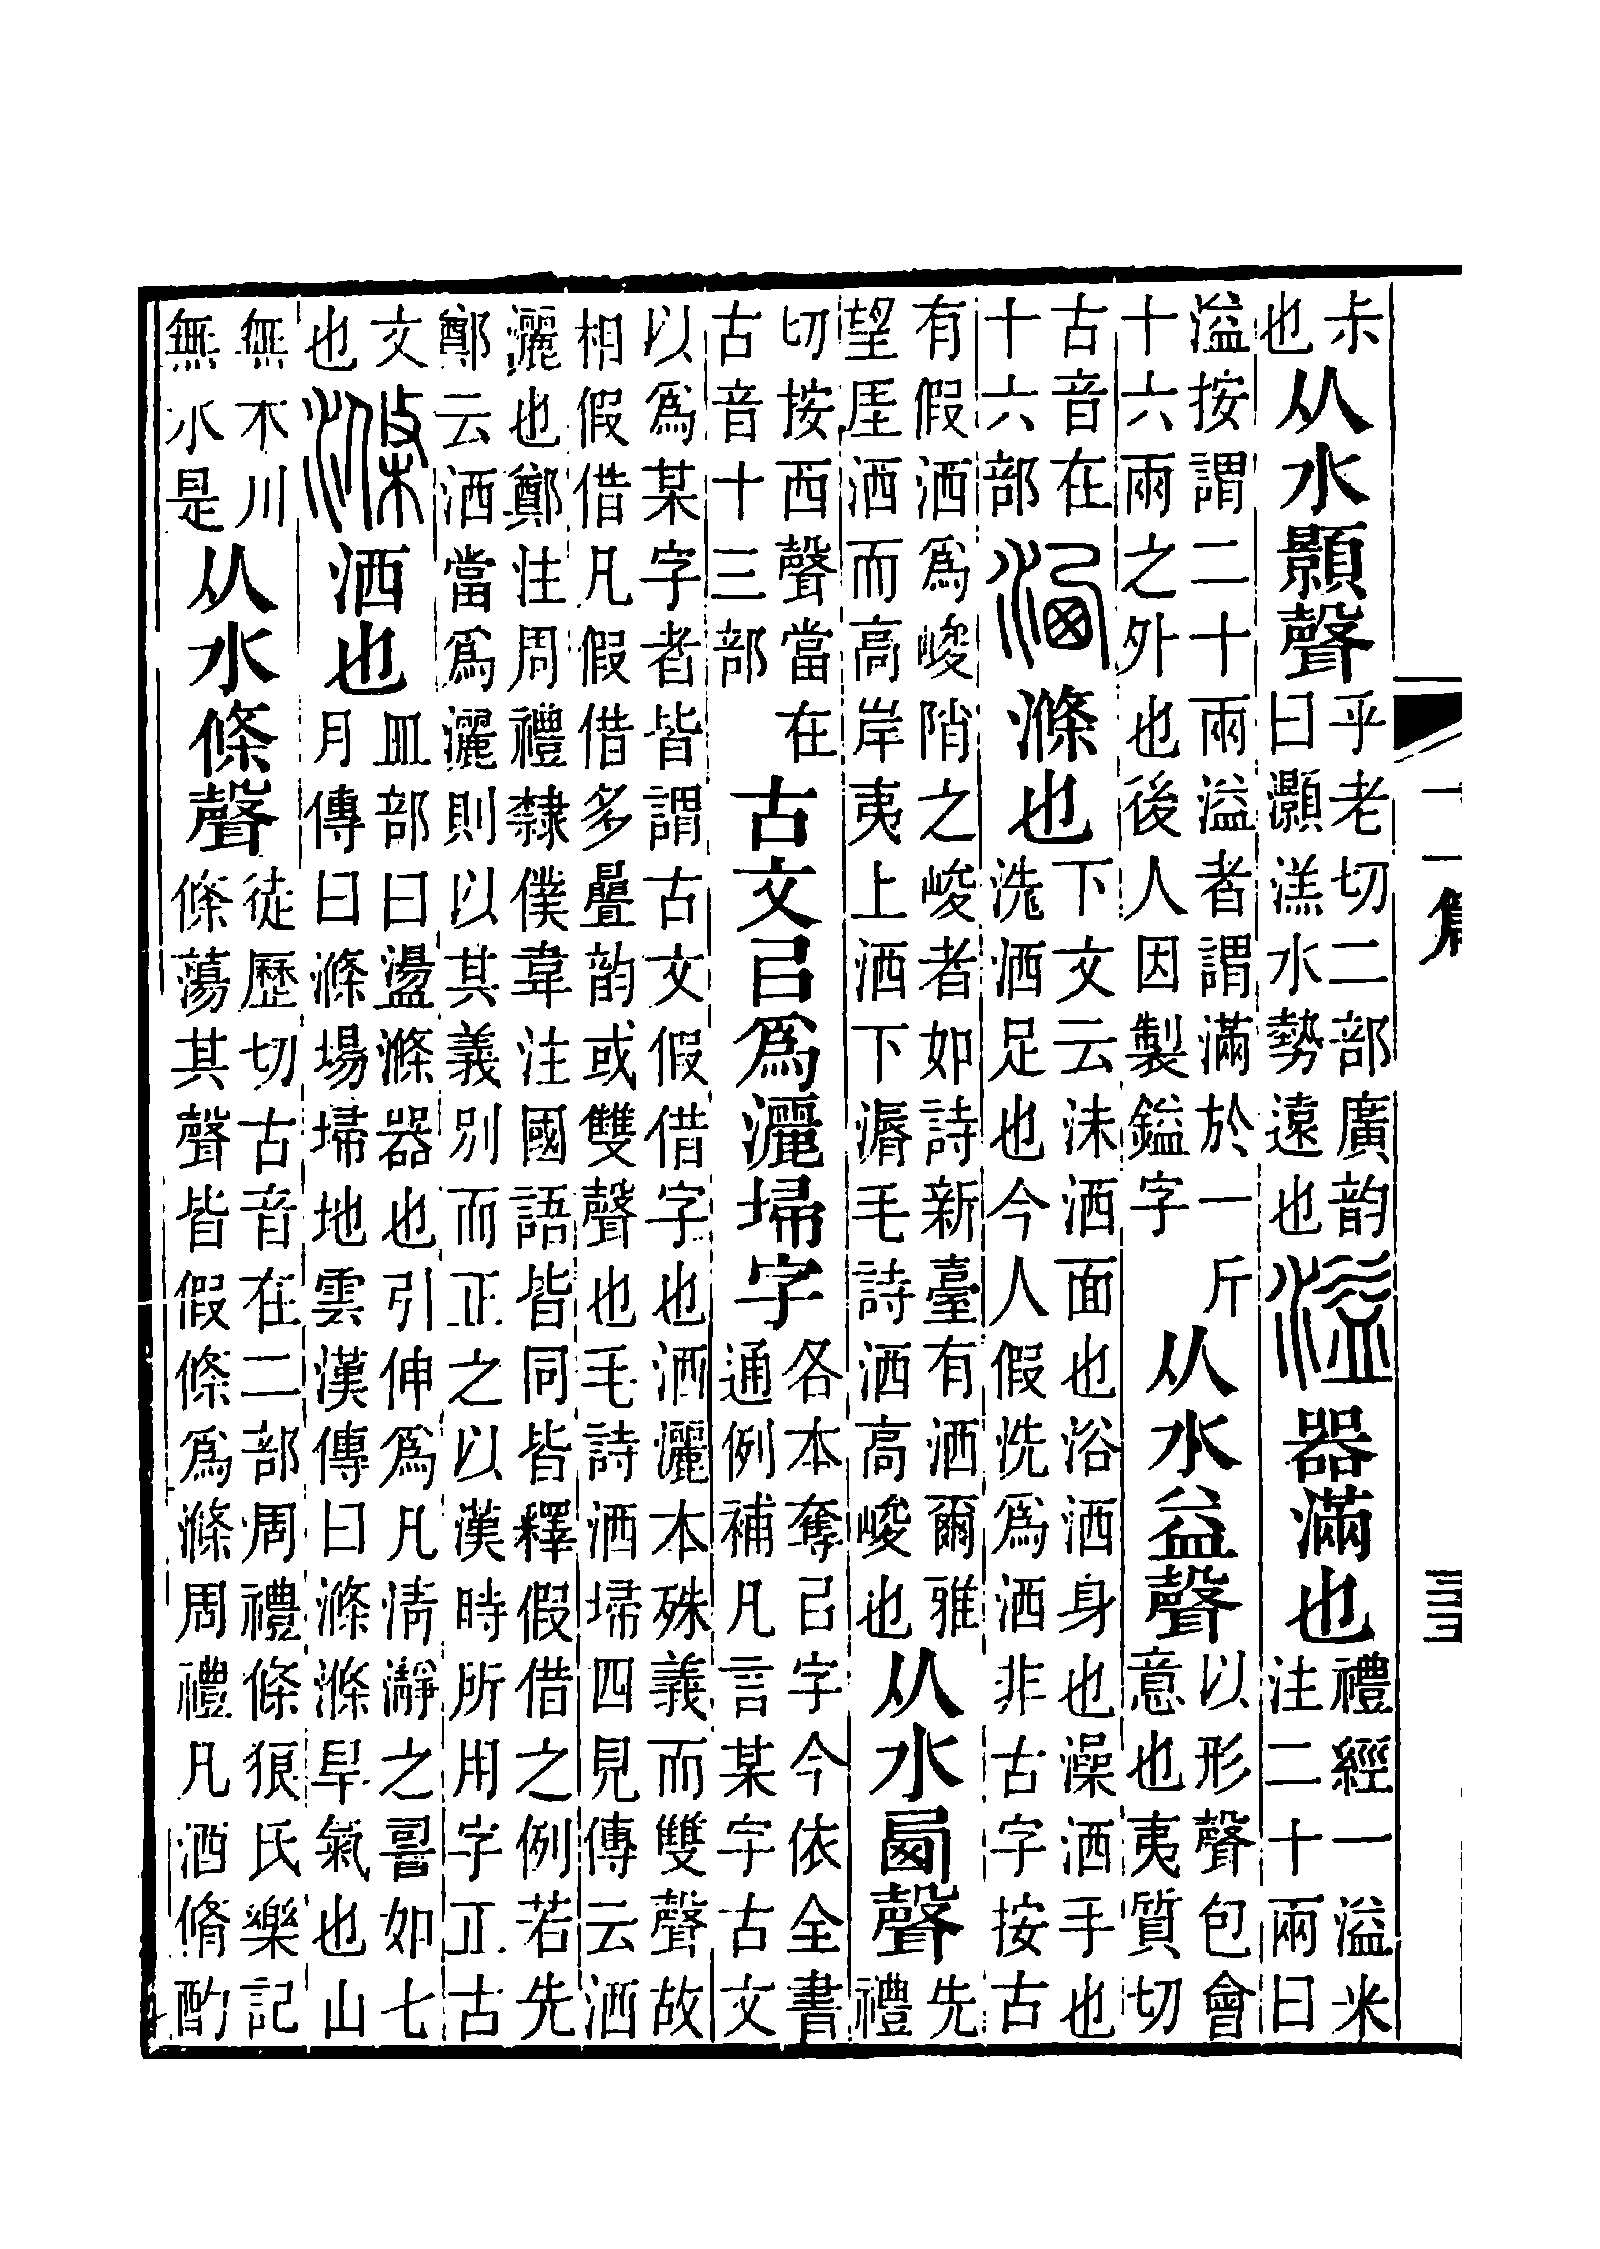 尗也从水顥聲乎老切二部廣韵曰灝溔水勢遠也溢器滿也禮經一溢米注二十兩曰
溢按謂二十兩溢者謂滿於一斤十六兩之外也後人因製鎰字从水益聲以形聲包會意也夷質切
古音在十六部洒滌也下文云沬洒面也浴洒身也澡洒手也洗洒足也今人假洗爲洒非古字按古
有假洒爲峻陗之峻者如詩新臺有洒爾雅望厓洒而高岸夷上洒下漘毛詩洒高峻也从水卥聲先禮
切按西聲當在古音十三部古文㠯爲灑埽字各本奪㠯字今依全書通例補凡言某字古文
以爲某字者皆謂古文假借字也洒灑本殊義而雙聲故相假借凡假借多曡韵或雙聲也毛詩洒埽四見傳云洒
灑也鄭注周禮隸僕韋注國語皆同皆釋假借之例若先鄭云洒當爲灑則以其義別而正之以漢時所用字正古
文也滌洒也皿部曰盪滌器也引伸爲凡淸瀞之䛐如七月傳曰滌場埽地雲漢傳曰滌滌旱氣也山
無木川無水是从水條聲徒歷切古音在二部周禮條狼氏樂記條蕩其聲皆假條爲滌周禮凡酒脩酌